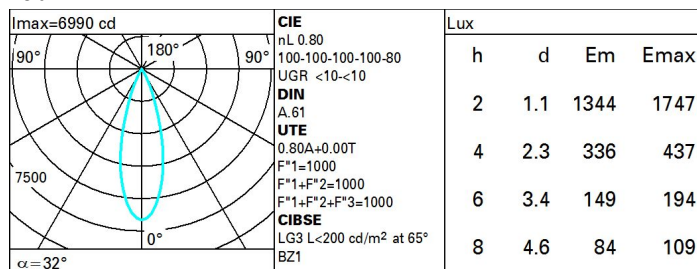 Imax=6990 cd
90°
180°
90°
7500
0°
α=32°
CIE
nL 0.80
100-100-100-100-80
UGR <10-<10
DIN
A.61
UTE
0.80A+0.00T
F"1=1000
F"1+F"2=1000
F"1+F"2+F"3=1000
CIBSE
LG3 L<200 cd/m² at 65°
BZ1
Lux
h d Em Emax
2 1.1 1344 1747
4 2.3 336 437
6 3.4 149 194
8 4.6 84 109